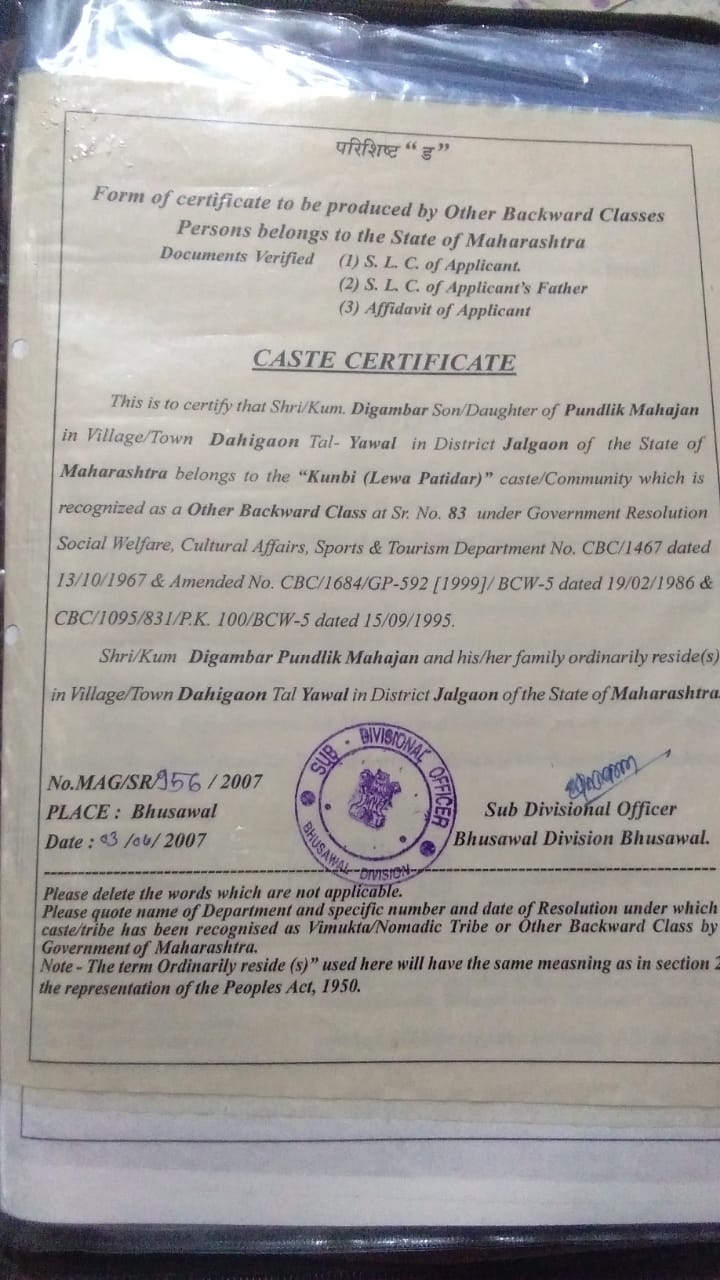 परिशिष्ट “ड”
Form of certificate to be produced by Other Backward Classes
Persons belongs to the State of Maharashtra
Documents Verified (1) S. L. C. of Applicant.
(2) S. L. C. of Applicant's Father
(3) Affidavit of Applicant
CASTE CERTIFICATE
This is to certify that Shri/Kum. Digambar Son/Daughter of Pundlik Mahajan
in Village/Town Dahigaon Tal- Yawal in District Jalgaon of the State of
Maharashtra belongs to the “Kunbi (Lewa Patidar)” caste/Community which is
recognized as a Other Backward Class at Sr. No. 83 under Government Resolution
Social Welfare, Cultural Affairs, Sports & Tourism Department No. CBC/1467 dated
13/10/1967 & Amended No. CBC/1684/GP-592 [1999]/ BCW-5 dated 19/02/1986 &
CBC/1095/831/P.K. 100/BCW-5 dated 15/09/1995.
Shri/Kum Digambar Pundlik Mahajan and his/her family ordinarily reside(s)
in Village/Town Dahigaon Tal Yawal in District Jalgaon of the State of Maharashtra.
SUB - DIVISIONAL OFFICER
BHUSAWAL DIVISION
No.MAG/SR/956 / 2007
PLACE : Bhusawal
Date : 03 /06/ 2007
Sub Divisional Officer
Bhusawal Division Bhusawal.
Please delete the words which are not applicable.
Please quote name of Department and specific number and date of Resolution under which
caste/tribe has been recognised as Vimukta/Nomadic Tribe or Other Backward Class by
Government of Maharashtra.
Note - The term Ordinarily reside (s)” used here will have the same measning as in section 2
the representation of the Peoples Act, 1950.